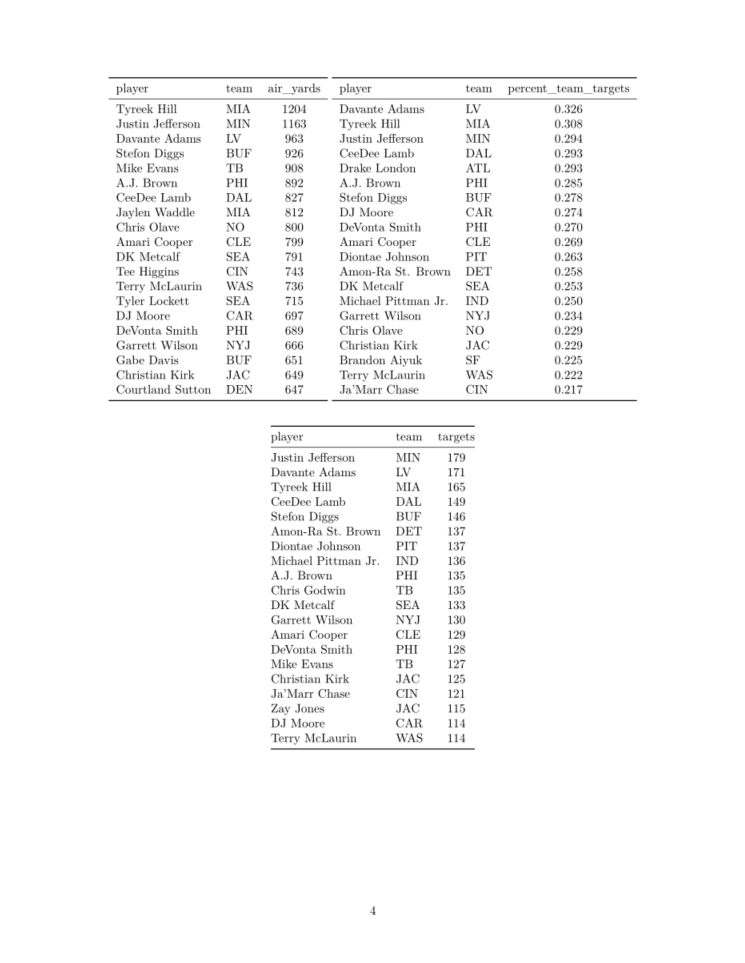 player team air_yards player team percent_team_targets
Tyreek Hill MIA 1204 Davante Adams LV 0.326
Justin Jefferson MIN 1163 Tyreek Hill MIA 0.308
Davante Adams LV 963 Justin Jefferson MIN 0.294
Stefon Diggs BUF 926 CeeDee Lamb DAL 0.293
Mike Evans TB 908 Drake London ATL 0.293
A.J. Brown PHI 892 A.J. Brown PHI 0.285
CeeDee Lamb DAL 827 Stefon Diggs BUF 0.278
Jaylen Waddle MIA 812 DJ Moore CAR 0.274
Chris Olave NO 800 DeVonta Smith PHI 0.270
Amari Cooper CLE 799 Amari Cooper CLE 0.269
DK Metcalf SEA 791 Diontae Johnson PIT 0.263
Tee Higgins CIN 743 Amon-Ra St. Brown DET 0.258
Terry McLaurin WAS 736 DK Metcalf SEA 0.253
Tyler Lockett SEA 715 Michael Pittman Jr. IND 0.250
DJ Moore CAR 697 Garrett Wilson NYJ 0.234
DeVonta Smith PHI 689 Chris Olave NO 0.229
Garrett Wilson NYJ 666 Christian Kirk JAC 0.229
Gabe Davis BUF 651 Brandon Aiyuk SF 0.225
Christian Kirk JAC 649 Terry McLaurin WAS 0.222
Courtland Sutton DEN 647 Ja'Marr Chase CIN 0.217
player team targets
Justin Jefferson MIN 179
Davante Adams LV 171
Tyreek Hill MIA 165
CeeDee Lamb DAL 149
Stefon Diggs BUF 146
Amon-Ra St. Brown DET 137
Diontae Johnson PIT 137
Michael Pittman Jr. IND 136
A.J. Brown PHI 135
Chris Godwin TB 135
DK Metcalf SEA 133
Garrett Wilson NYJ 130
Amari Cooper CLE 129
DeVonta Smith PHI 128
Mike Evans TB 127
Christian Kirk JAC 125
Ja'Marr Chase CIN 121
Zay Jones JAC 115
DJ Moore CAR 114
Terry McLaurin WAS 114
4